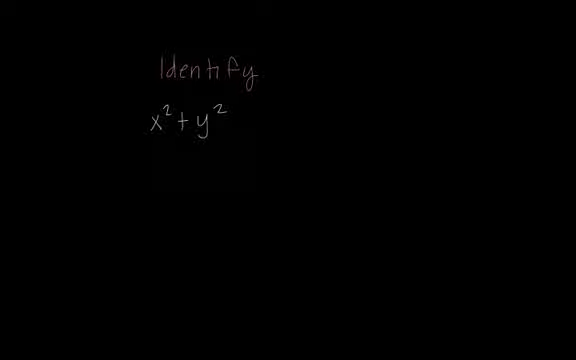 Identify
x² + y²